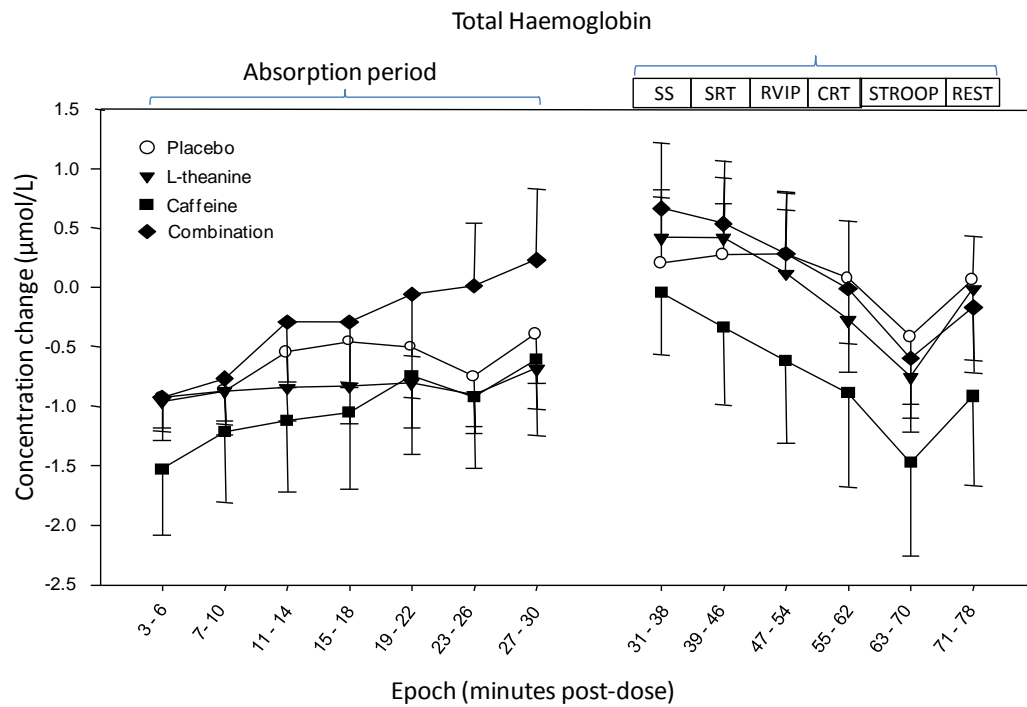 Total Haemoglobin
Absorption period
SS SRT RVIP CRT STROOP REST
1.5
1.0
0.5
0.0
-0.5
-1.0
-1.5
-2.0
-2.5
Placebo
L-theanine
Caffeine
Combination
Concentration change (µmol/L)
3 - 6
7 - 10
11 - 14
15 - 18
19 - 22
23 - 26
27 - 30
31 - 38
39 - 46
47 - 54
55 - 62
63 - 70
71 - 78
Epoch (minutes post-dose)